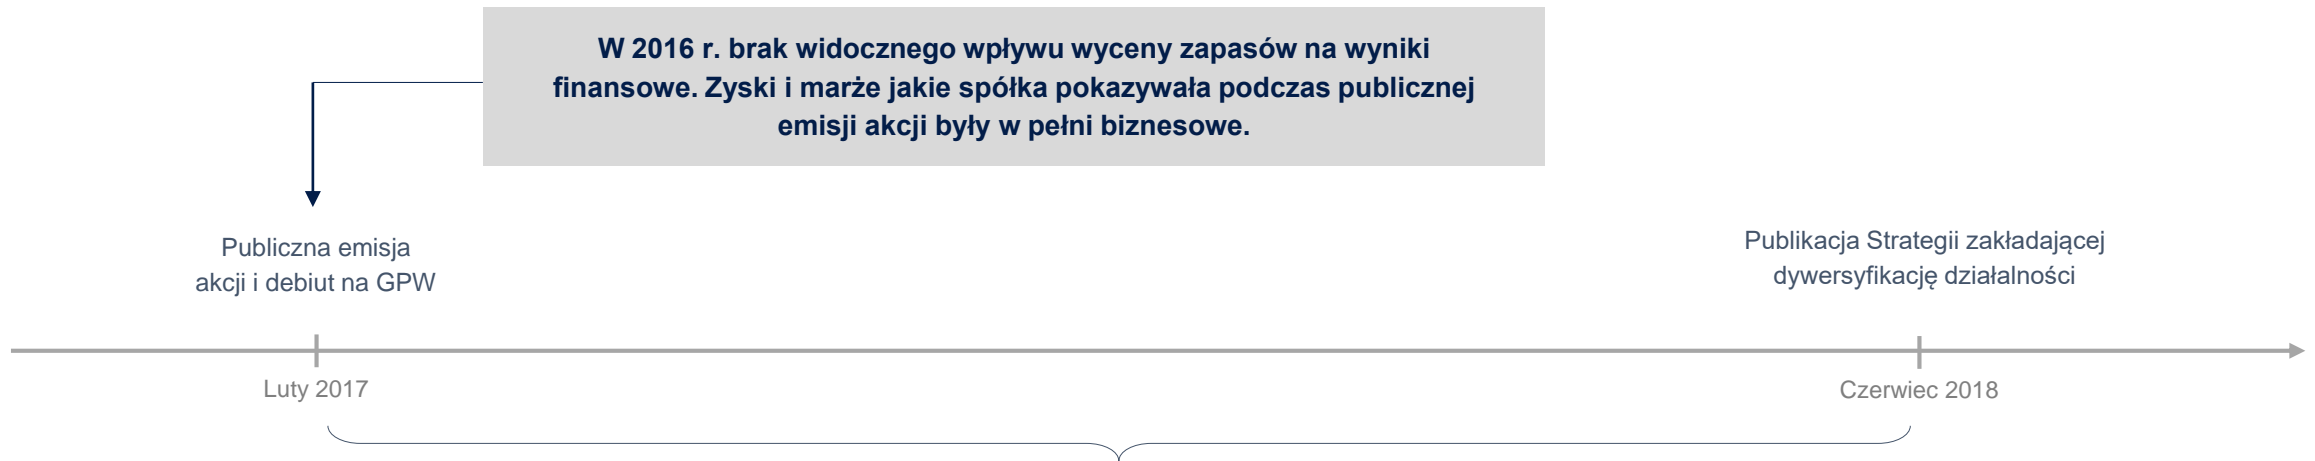 W 2016 r. brak widocznego wpływu wyceny zapasów na wyniki
finansowe. Zyski i marże jakie spółka pokazywała podczas publicznej
emisji akcji były w pełni biznesowe.
Publiczna emisja
akcji i debiut na GPW
Publikacja Strategii zakładającej
dywersyfikację działalności
Luty 2017
Czerwiec 2018